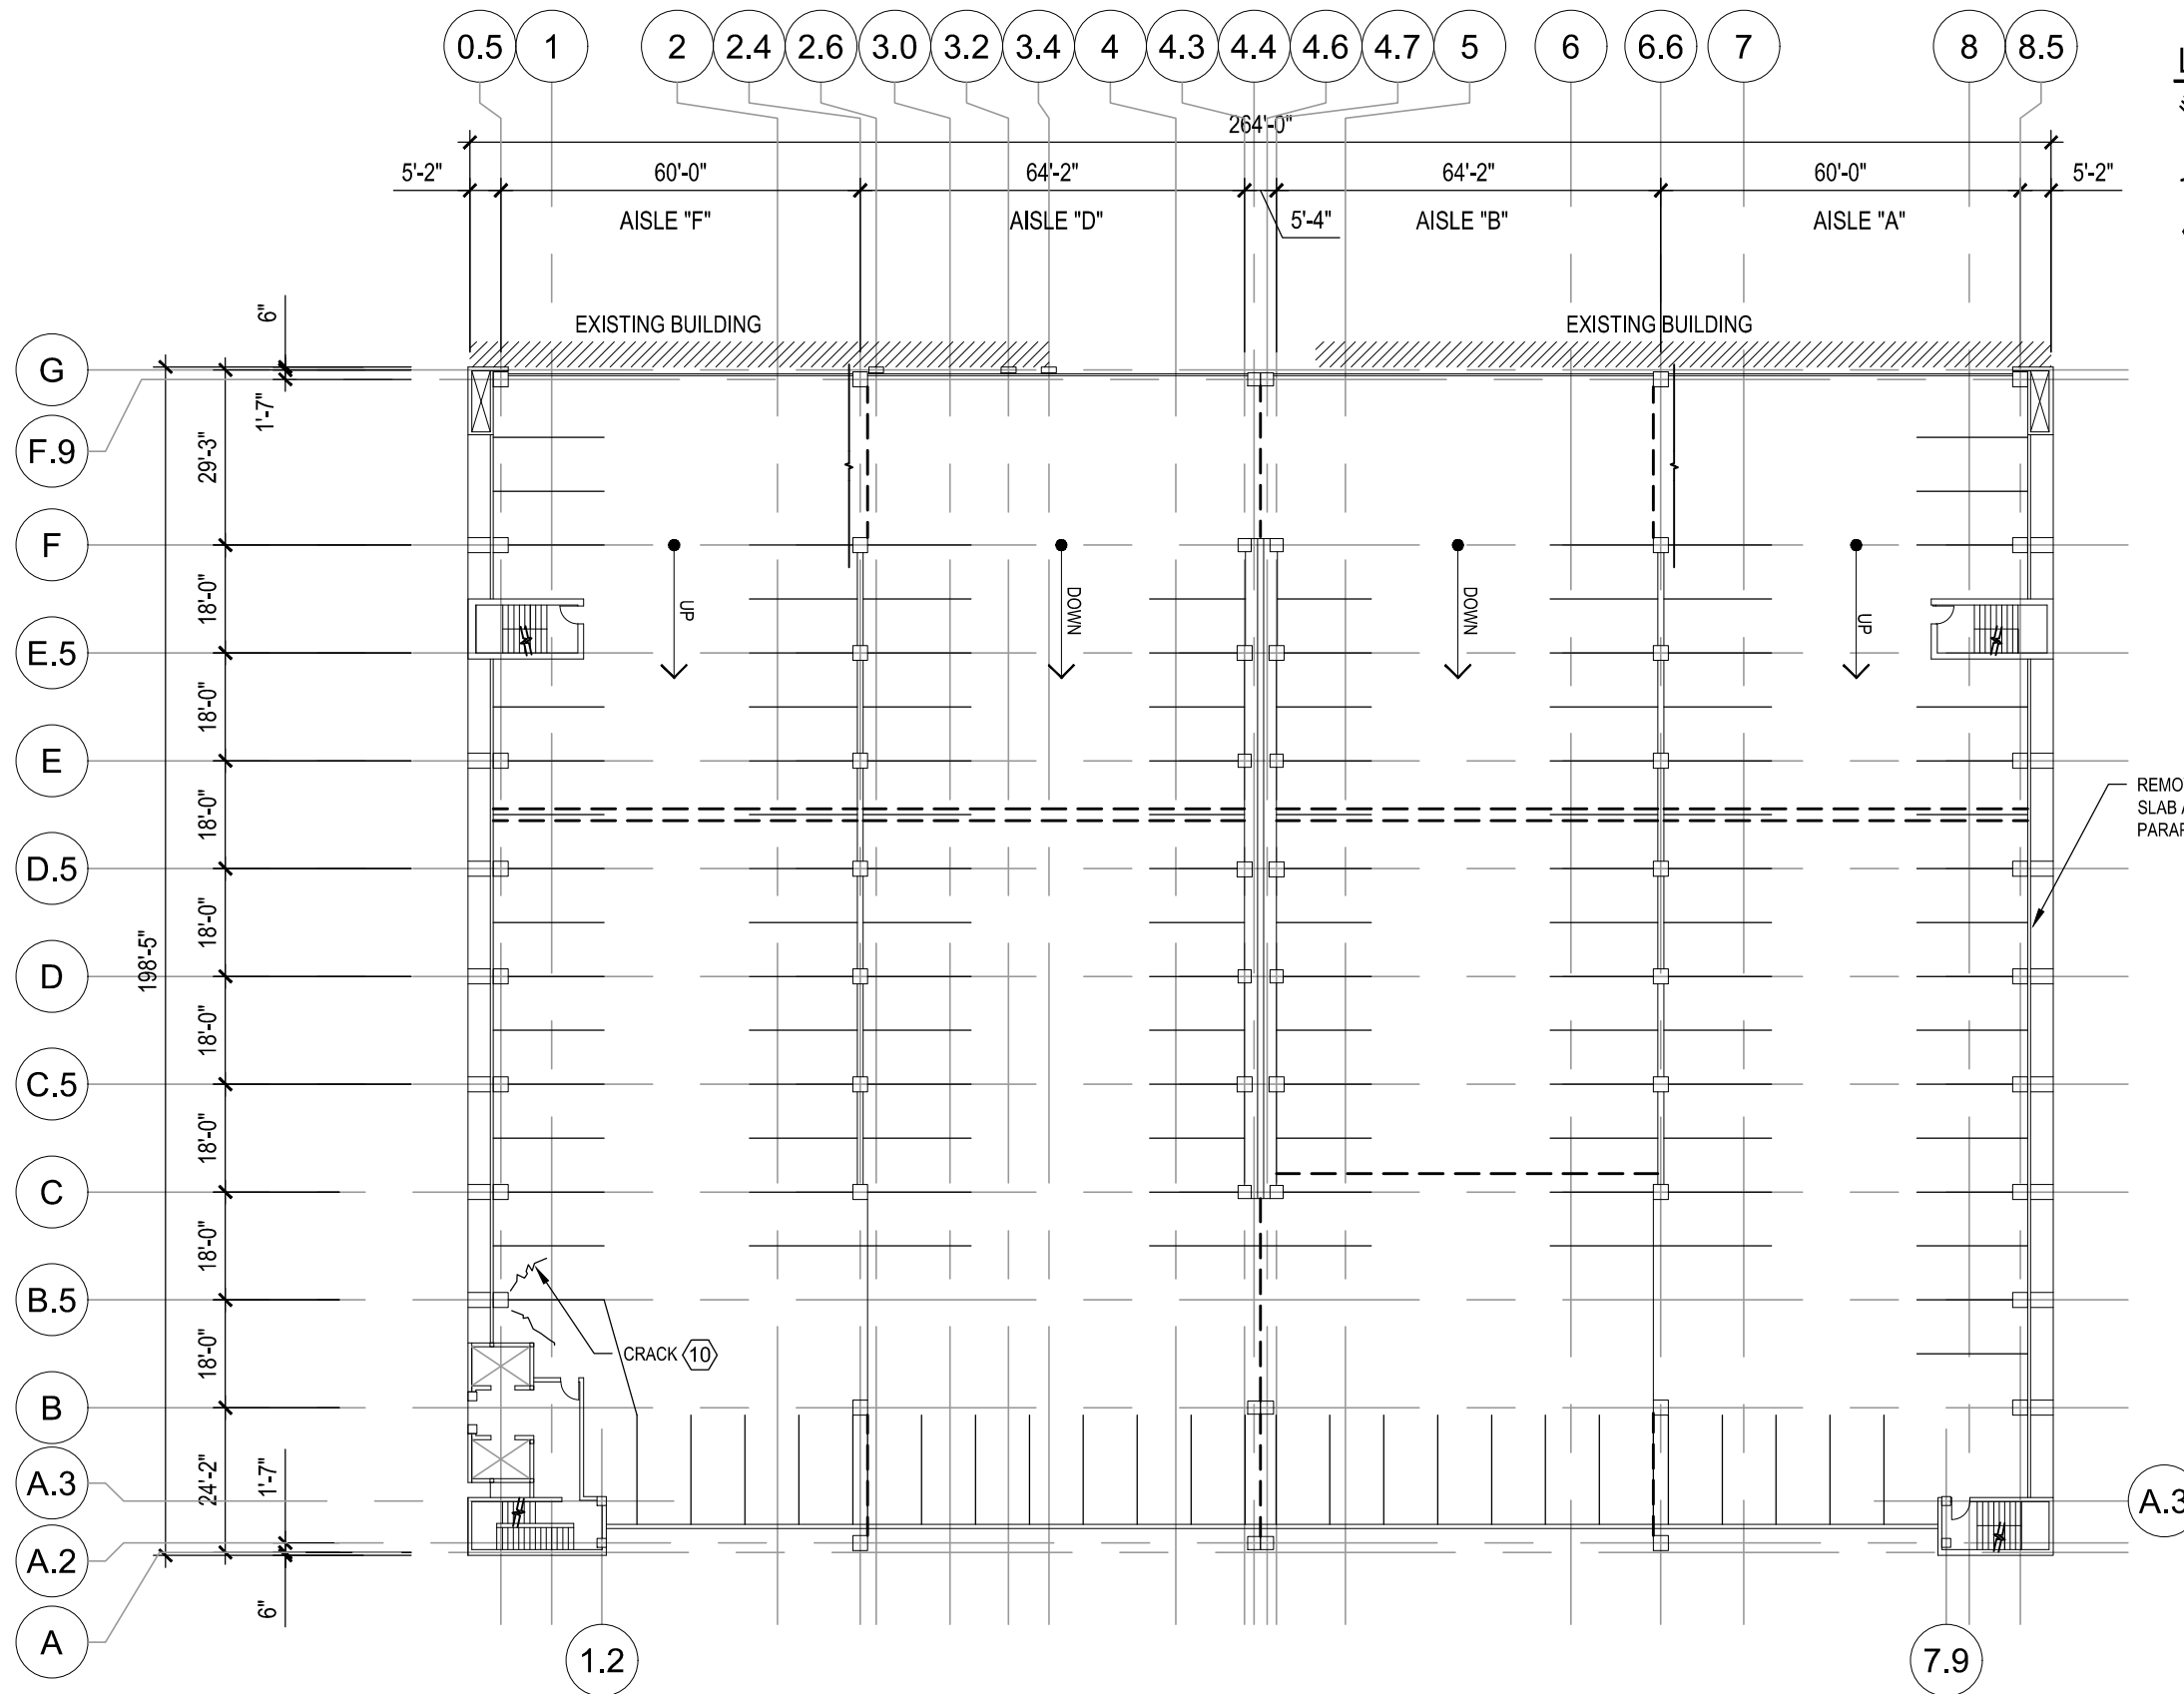 0.5 1 2 2.4 2.6 3.0 3.2 3.4 4 4.3 4.4 4.6 4.7 5 6 6.6 7 8 8.5
264'-0"
5'-2" 60'-0" 64'-2" 64'-2" 60'-0" 5'-2"
AISLE "F" AISLE "D" 5'-4" AISLE "B" AISLE "A"
EXISTING BUILDING EXISTING BUILDING
6"
G
1'-7"
F.9
29'-3"
F
UP DOWN DOWN UP
18'-0"
E.5
18'-0"
E
REMO
SLAB A
PARAP
18'-0"
D.5
18'-0"
198'-5"
D
18'-0"
C.5
18'-0"
C
18'-0"
B.5
CRACK 10
18'-0"
B
24'-2"
1'-7"
A.3 A.3
A.2
6"
A
1.2 7.9